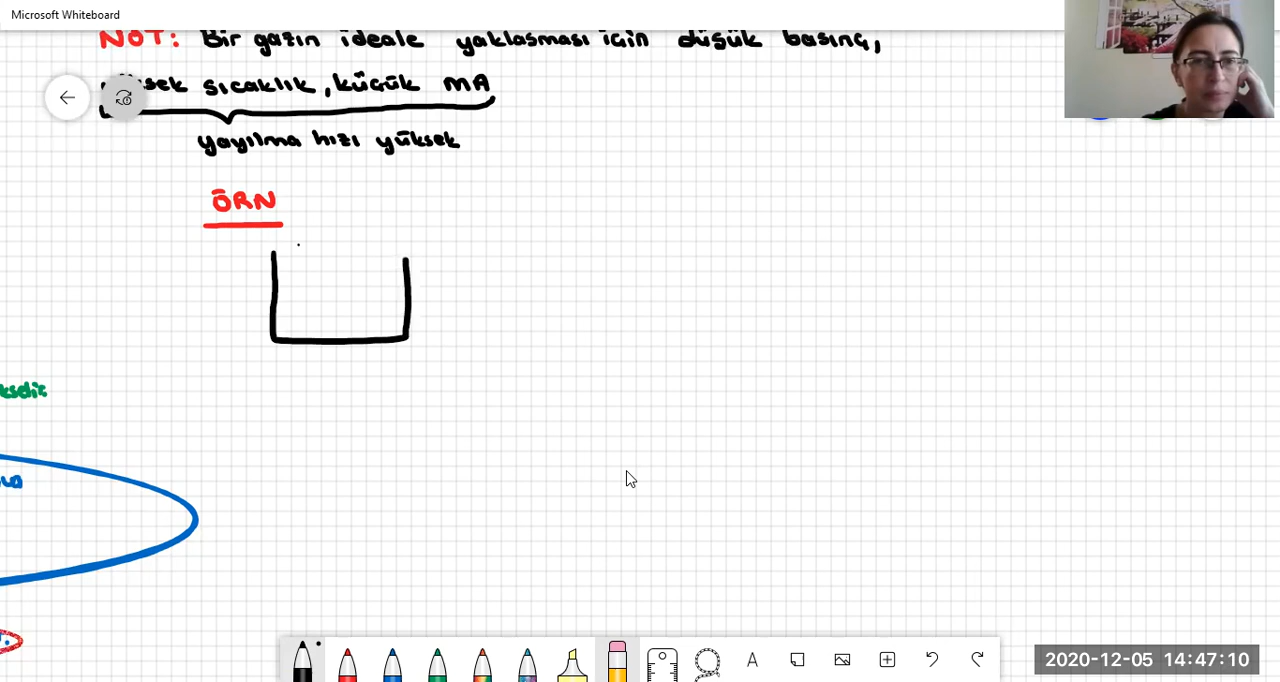 Microsoft Whiteboard
NOT: Bir gazın ideale yaklaşması için düşük basınç,
sıcaklık, küçük MA
yayılma hızı yüksek
ÖRN
2020-12-05 14:47:10